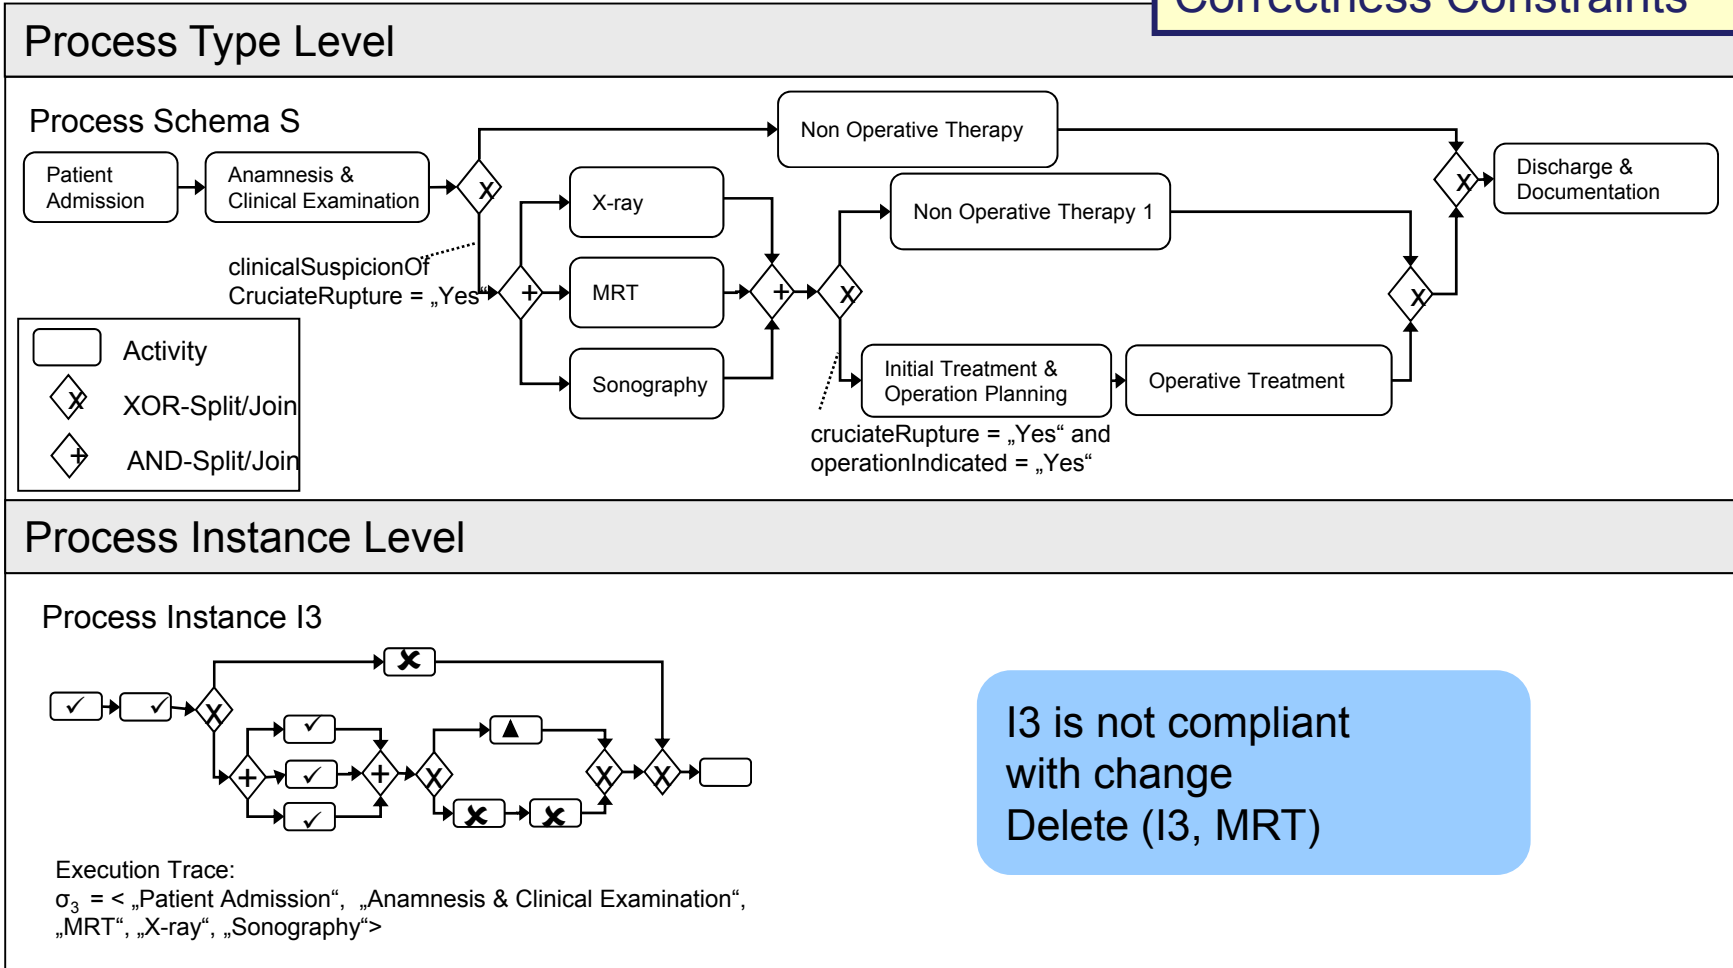 Correctness Constraints
Process Type Level
Process Schema S
Patient
Admission
Anamnesis &
Clinical Examination
X
Non Operative Therapy
X
Discharge &
Documentation
clinicalSuspicionOf
CruciateRupture = „Yes“
+
X-ray
MRT
Sonography
+
X
Non Operative Therapy 1
X
Initial Treatment &
Operation Planning
Operative Treatment
cruciateRupture = „Yes“ and
operationIndicated = „Yes“
Activity
X
XOR-Split/Join
+
AND-Split/Join
Process Instance Level
Process Instance I3
X
+
+
X
X
X
Execution Trace:
σ3 = < „Patient Admission“, „Anamnesis & Clinical Examination“,
„MRT“, „X-ray“, „Sonography“>
I3 is not compliant
with change
Delete (I3, MRT)